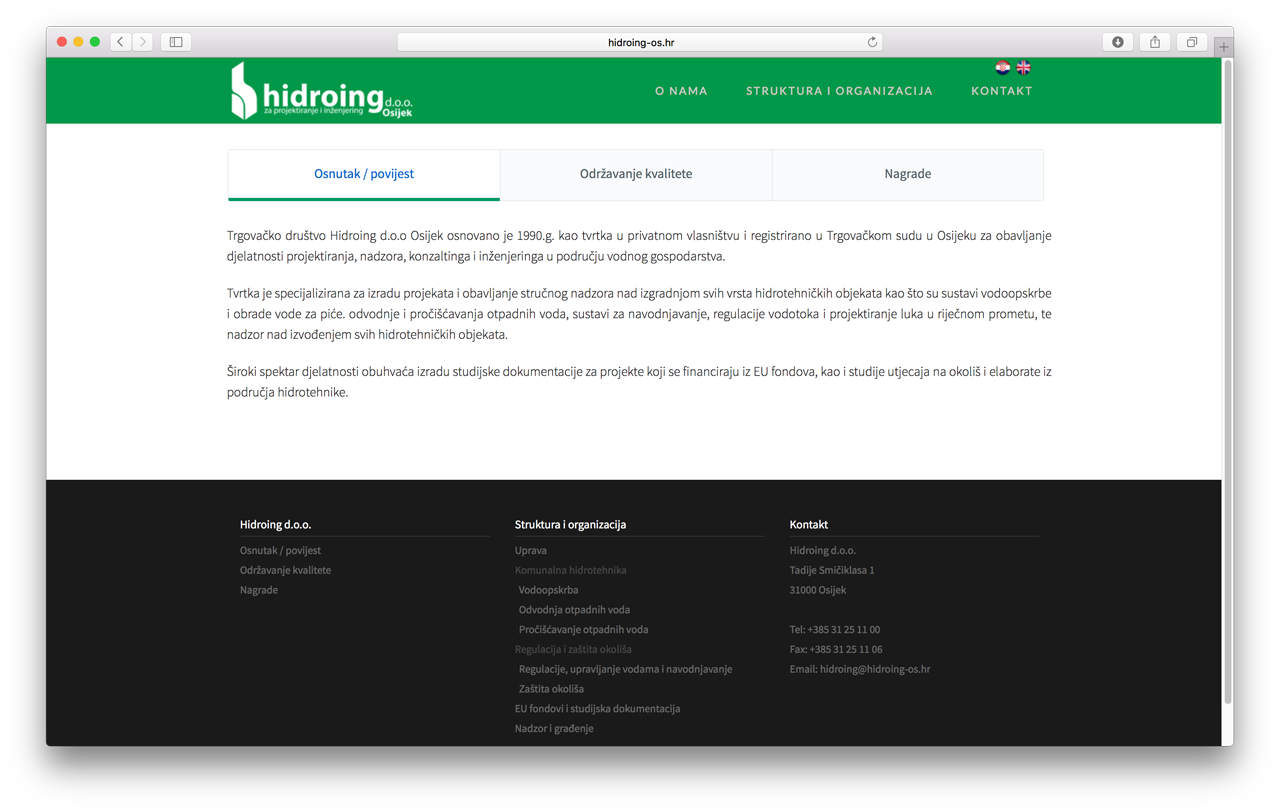 hidroing-os.hr
hidroing d.o.o.
za projektiranje i inženjering Osijek
O NAMA STRUKTURA I ORGANIZACIJA KONTAKT
Osnutak / povijest Održavanje kvalitete Nagrade
Trgovačko društvo Hidroing d.o.o Osijek osnovano je 1990.g. kao tvrtka u privatnom vlasništvu i registrirano u Trgovačkom sudu u Osijeku za obavljanje
djelatnosti projektiranja, nadzora, konzaltinga i inženjeringa u području vodnog gospodarstva.
Tvrtka je specijalizirana za izradu projekata i obavljanje stručnog nadzora nad izgradnjom svih vrsta hidrotehničkih objekata kao što su sustavi vodoopskrbe
i obrade vode za piće. odvodnje i pročišćavanja otpadnih voda, sustavi za navodnjavanje, regulacije vodotoka i projektiranje luka u riječnom prometu, te
nadzor nad izvođenjem svih hidrotehničkih objekata.
Široki spektar djelatnosti obuhvaća izradu studijske dokumentacije za projekte koji se financiraju iz EU fondova, kao i studije utjecaja na okoliš i elaborate iz
područja hidrotehnike.
Hidroing d.o.o.
Osnutak / povijest
Održavanje kvalitete
Nagrade
Struktura i organizacija
Uprava
Komunalna hidrotehnika
Vodoopskrba
Odvodnja otpadnih voda
Pročišćavanje otpadnih voda
Regulacija i zaštita okoliša
Regulacije, upravljanje vodama i navodnjavanje
Zaštita okoliša
EU fondovi i studijska dokumentacija
Nadzor i građenje
Kontakt
Hidroing d.o.o.
Tadije Smičiklasa 1
31000 Osijek
Tel: +385 31 25 11 00
Fax: +385 31 25 11 06
Email: hidroing@hidroing-os.hr